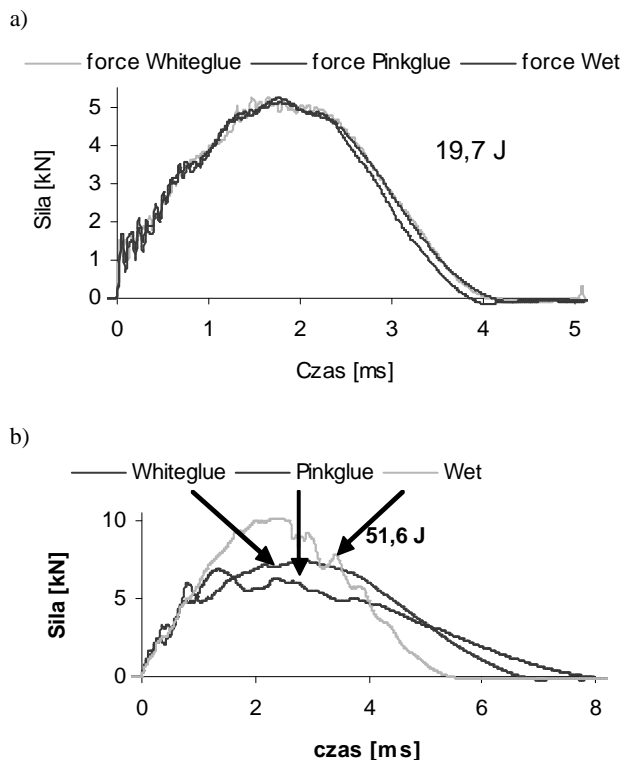 a)
force Whiteglue force Pinkglue force Wet
5
4
3
2
1
0
Sila [kN]
19,7 J
0 1 2 3 4 5
Czas [ms]
b)
Whiteglue Pinkglue Wet
10
5
0
Sila [kN]
51,6 J
0 2 4 6 8
czas [ms]